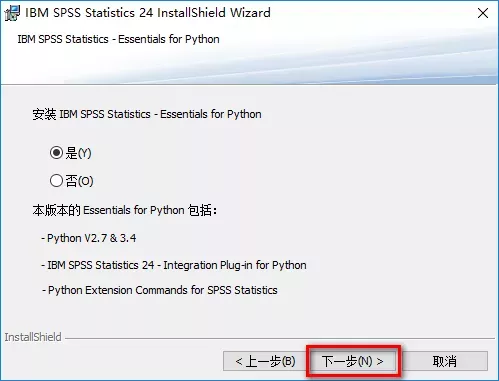 IBM SPSS Statistics 24 InstallShield Wizard
IBM SPSS Statistics - Essentials for Python
安装 IBM SPSS Statistics - Essentials for Python
是(Y)
否(O)
本版本的 Essentials for Python 包括：
- Python V2.7 & 3.4
- IBM SPSS Statistics 24 - Integration Plug-in for Python
- Python Extension Commands for SPSS Statistics
InstallShield
< 上一步(B) 下一步(N) > 取消